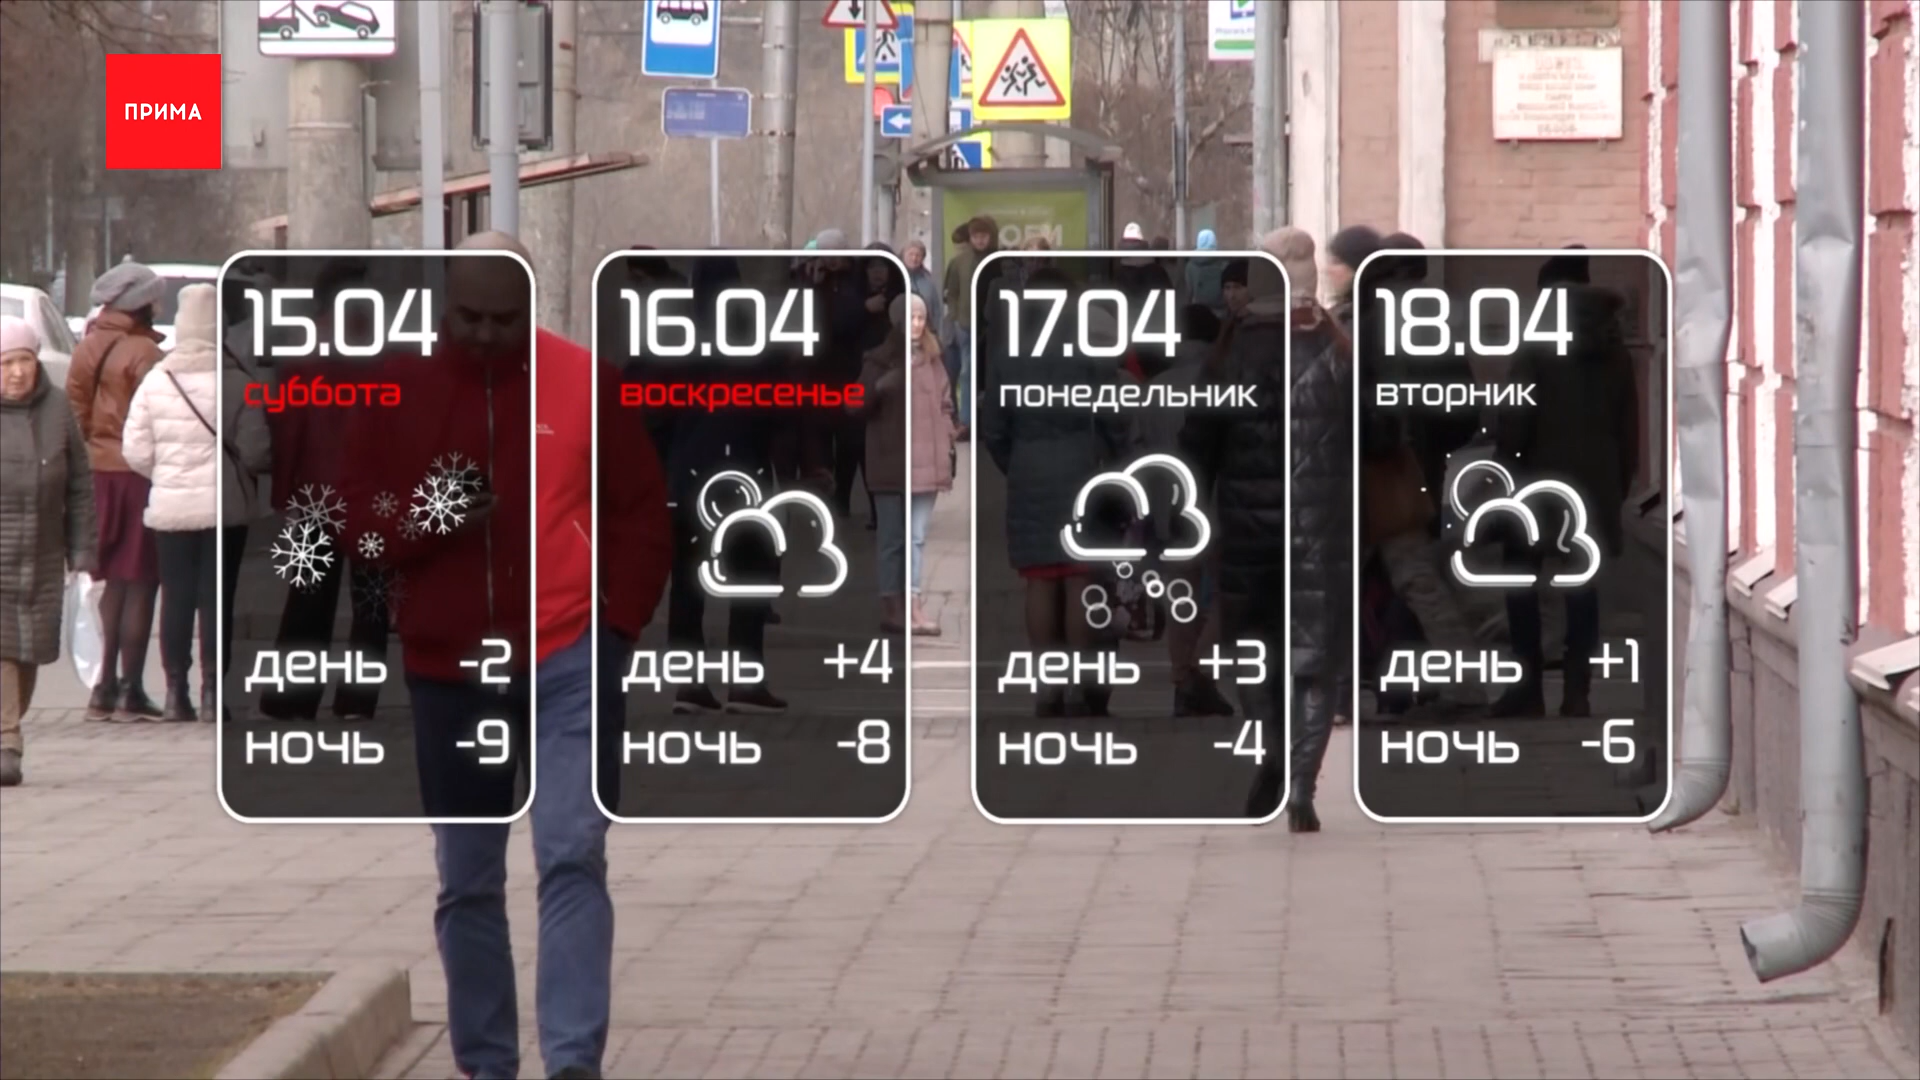 ПРИМА
15.04
суббота
день -2
ночь -9
16.04
воскресенье
день +4
ночь -8
17.04
понедельник
день +3
ночь -4
18.04
вторник
день +1
ночь -6